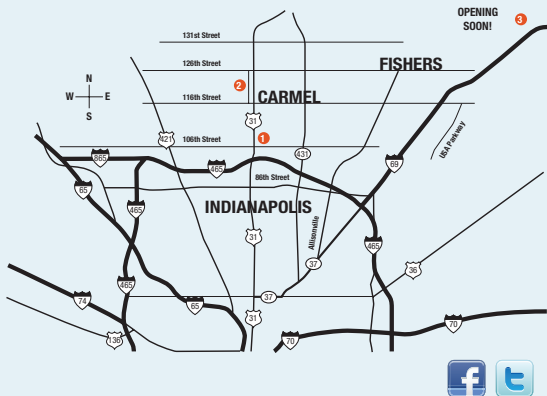 OPENING
SOON!
3
131st Street
126th Street
FISHERS
N
W
E
S
2
116th Street
CARMEL
31
1
421
106th Street
431
USA Parkway
865
465
69
65
86th Street
465
INDIANAPOLIS
Allisonville
31
465
37
36
465
74
65
37
31
70
136
70
f
t